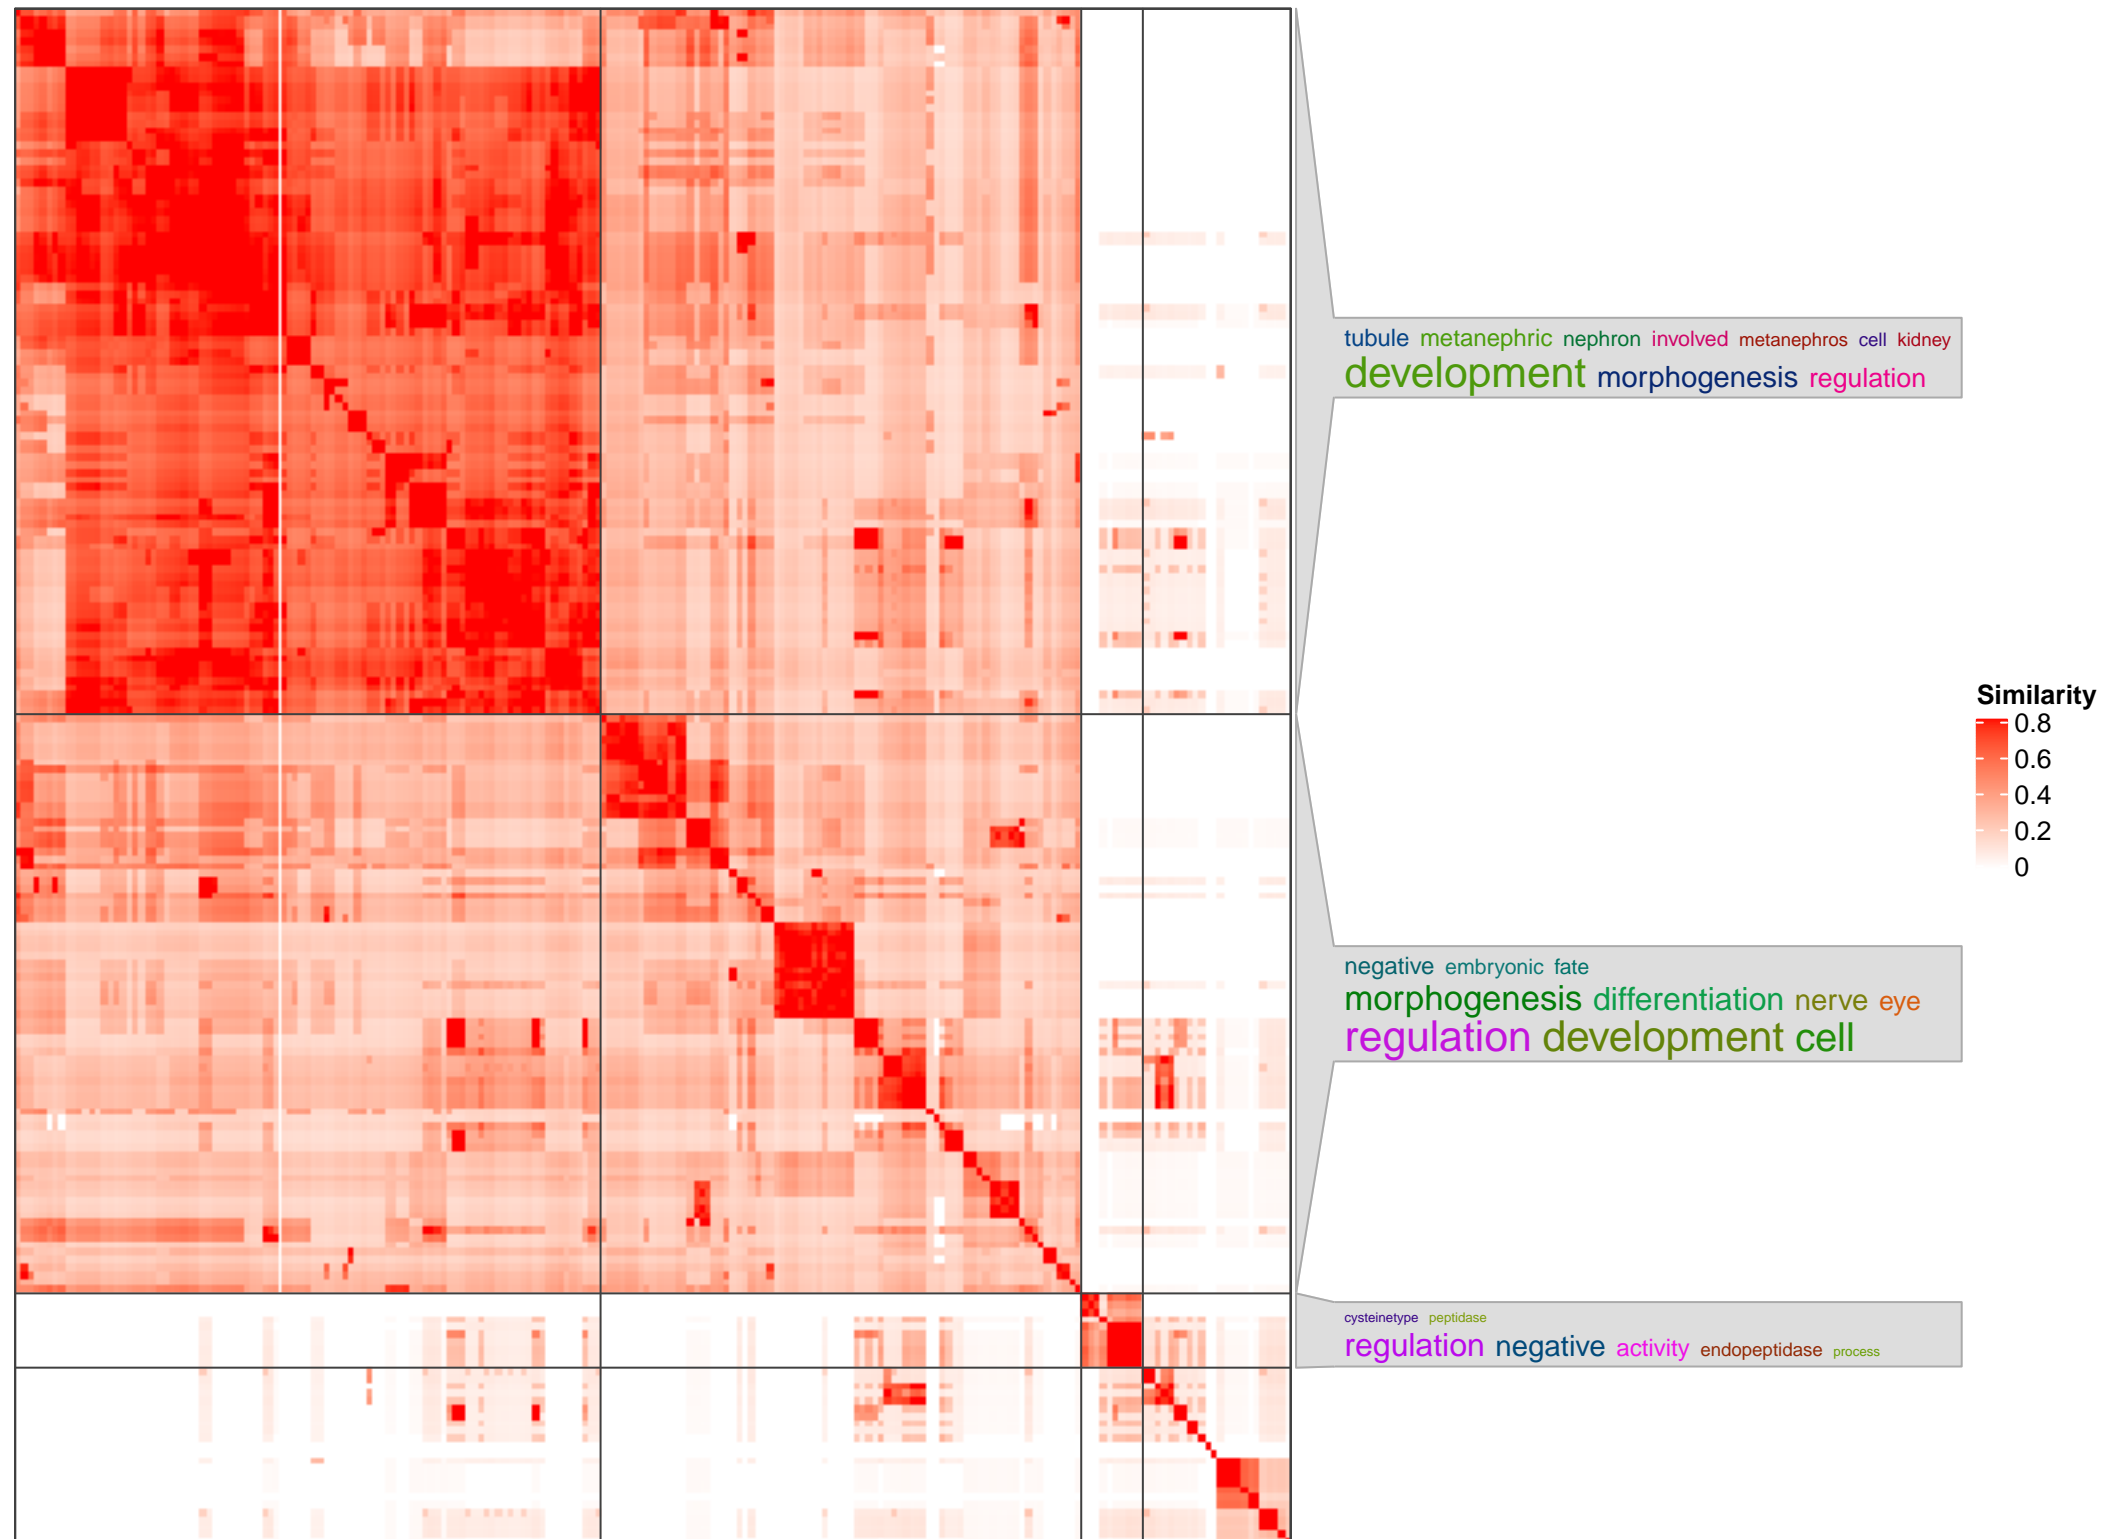 tubule metanephric nephron involved metanephros cell kidney
development morphogenesis regulation
Similarity
0.8
0.6
0.4
0.2
0
negative embryonic fate
morphogenesis differentiation nerve eye
regulation development cell
cysteinetype peptidase
regulation negative activity endopeptidase process